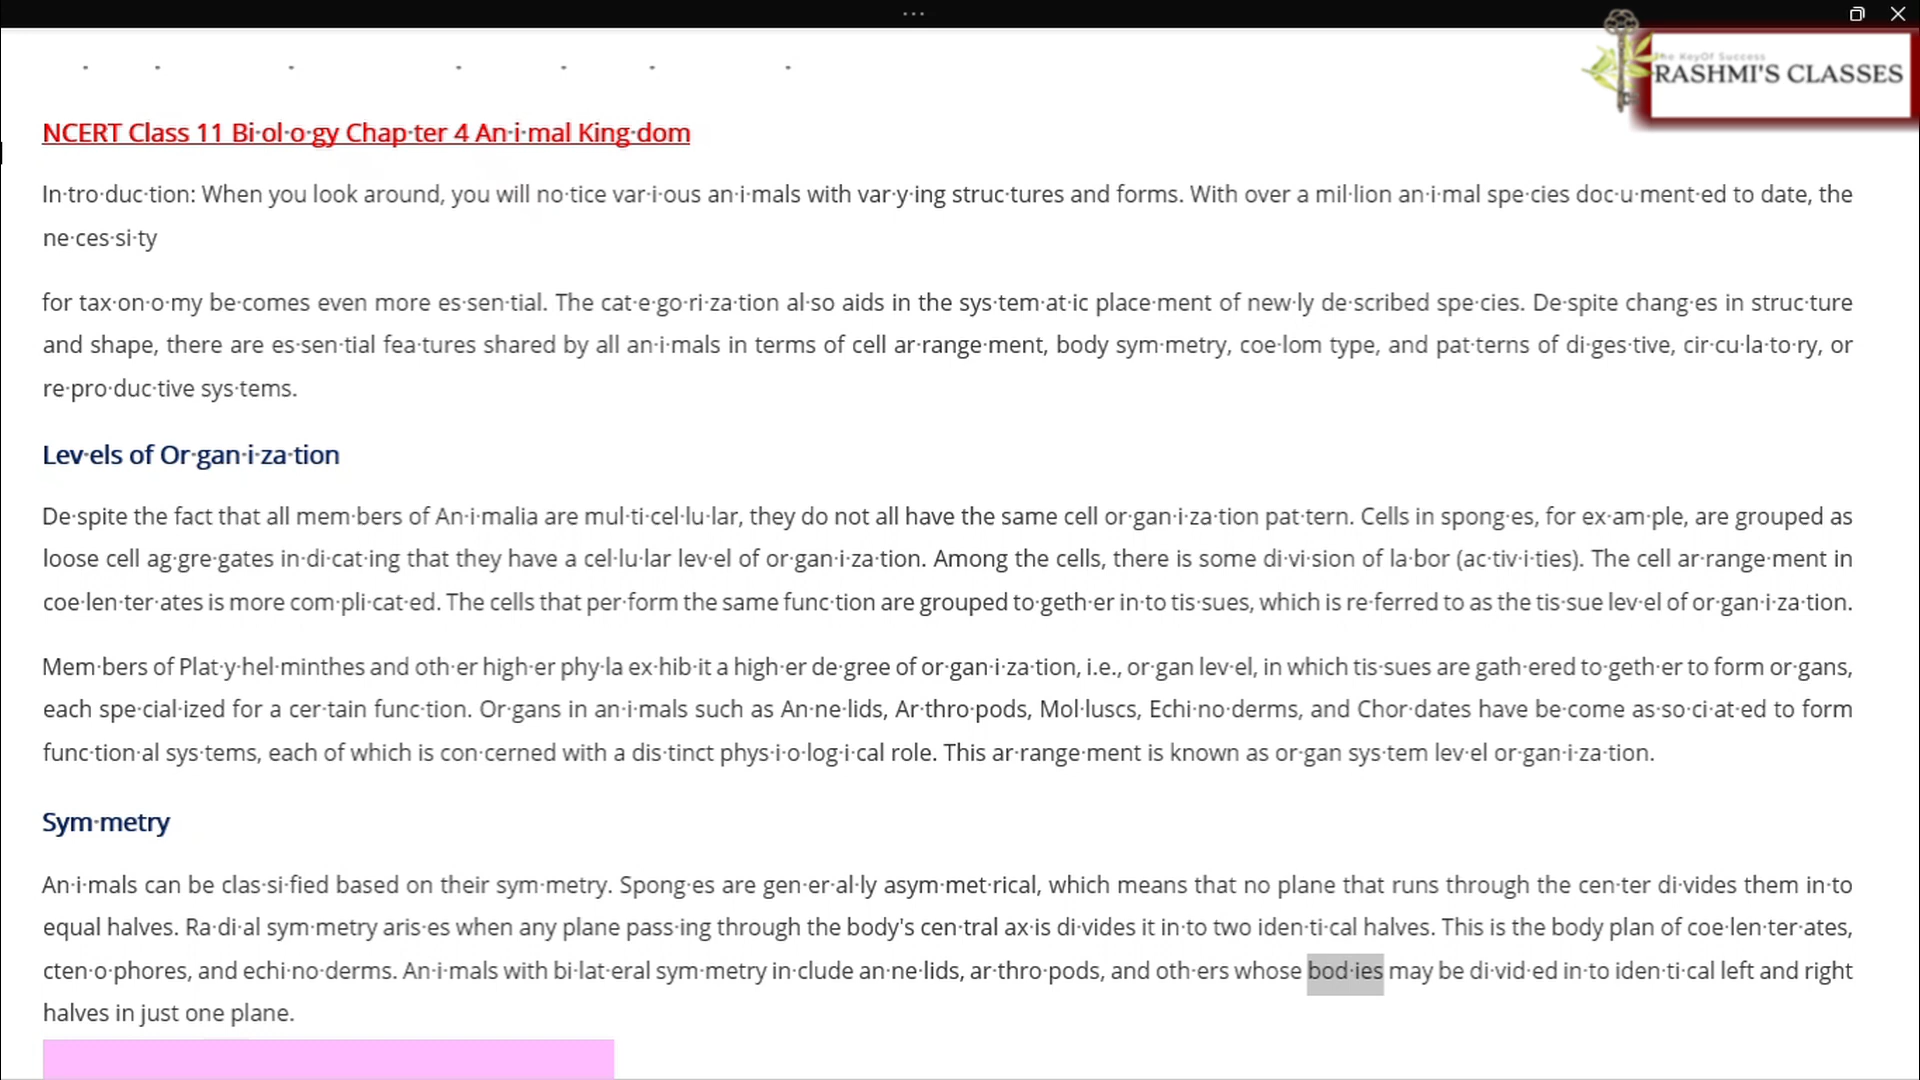 The KeyOf Success
RASHMI'S CLASSES
NCERT Class 11 Bi·ol·o·gy Chap·ter 4 An·i·mal King·dom
In·tro·duc·tion: When you look around, you will no·tice var·i·ous an·i·mals with var·y·ing struc·tures and forms. With over a mil·lion an·i·mal spe·cies doc·u·ment·ed to date, the
ne·ces·si·ty
for tax·on·o·my be·comes even more es·sen·tial. The cat·e·go·ri·za·tion al·so aids in the sys·tem·at·ic place·ment of new·ly de·scribed spe·cies. De·spite chang·es in struc·ture
and shape, there are es·sen·tial fea·tures shared by all an·i·mals in terms of cell ar·range·ment, body sym·metry, coe·lom type, and pat·terns of di·ges·tive, cir·cu·la·to·ry, or
re·pro·duc·tive sys·tems.
Lev·els of Or·gan·i·za·tion
De·spite the fact that all mem·bers of An·i·malia are mul·ti·cel·lu·lar, they do not all have the same cell or·gan·i·za·tion pat·tern. Cells in spong·es, for ex·am·ple, are grouped as
loose cell ag·gre·gates in·di·cat·ing that they have a cel·lu·lar lev·el of or·gan·i·za·tion. Among the cells, there is some di·vi·sion of la·bor (ac·tiv·i·ties). The cell ar·range·ment in
coe·len·ter·ates is more com·pli·cat·ed. The cells that per·form the same func·tion are grouped to·geth·er in·to tis·sues, which is re·ferred to as the tis·sue lev·el of or·gan·i·za·tion.
Mem·bers of Plat·y·hel·minthes and oth·er high·er phy·la ex·hib·it a high·er de·gree of or·gan·i·za·tion, i.e., or·gan lev·el, in which tis·sues are gath·ered to·geth·er to form or·gans,
each spe·cial·ized for a cer·tain func·tion. Or·gans in an·i·mals such as An·ne·lids, Ar·thro·pods, Mol·luscs, Echi·no·derms, and Chor·dates have be·come as·so·ci·at·ed to form
func·tion·al sys·tems, each of which is con·cerned with a dis·tinct phys·i·o·log·i·cal role. This ar·range·ment is known as or·gan sys·tem lev·el or·gan·i·za·tion.
Sym·metry
An·i·mals can be clas·si·fied based on their sym·metry. Spong·es are gen·er·al·ly asym·met·rical, which means that no plane that runs through the cen·ter di·vides them in·to
equal halves. Ra·di·al sym·metry aris·es when any plane pass·ing through the body's cen·tral ax·is di·vides it in·to two iden·ti·cal halves. This is the body plan of coe·len·ter·ates,
cten·o·phores, and echi·no·derms. An·i·mals with bi·lat·eral sym·metry in·clude an·ne·lids, ar·thro·pods, and oth·ers whose bod·ies may be di·vid·ed in·to iden·ti·cal left and right
halves in just one plane.